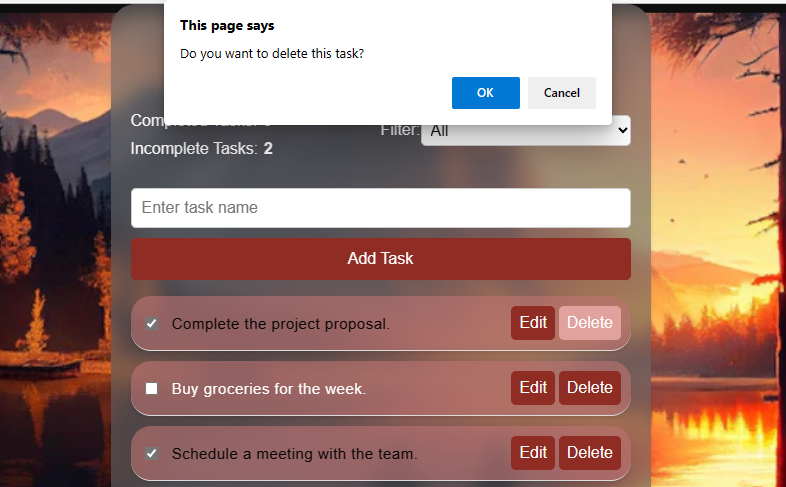 This page says
Do you want to delete this task?
OK Cancel
Completed Tasks:
Filter: All
Incomplete Tasks: 2
Enter task name
Add Task
Complete the project proposal. Edit Delete
Buy groceries for the week. Edit Delete
Schedule a meeting with the team. Edit Delete